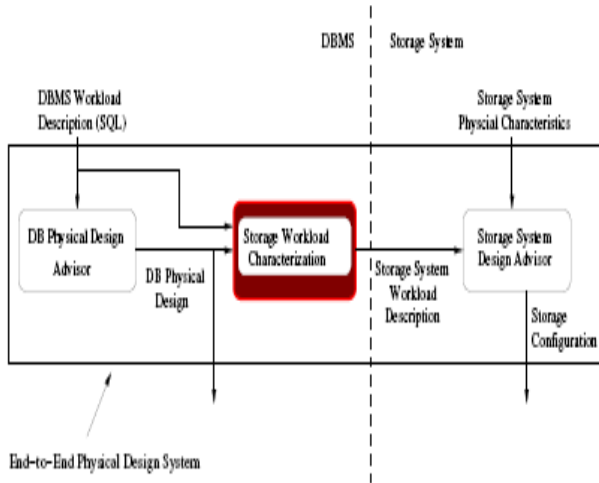 DBMS
Storage System
DBMS Workload
Description (SQL)
Storage System
Physcial Characteristics
DB Physical Design
Advisor
Storage Workload
Characterization
Storage System
Design Advisor
DB Physical
Design
Storage System
Workload
Description
Storage
Configuration
End-to-End Physical Design System